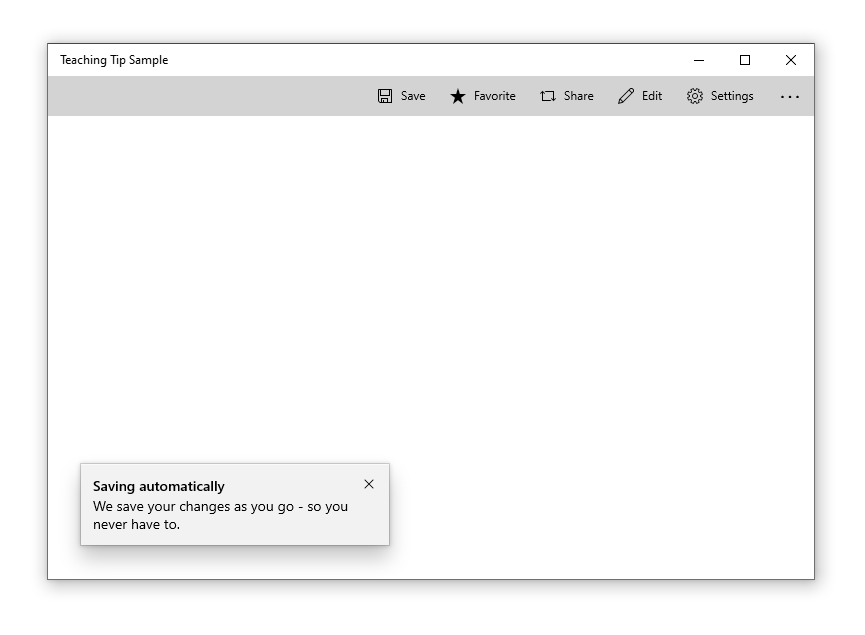 Teaching Tip Sample
Save Favorite Share Edit Settings ...
Saving automatically
We save your changes as you go - so you
never have to.